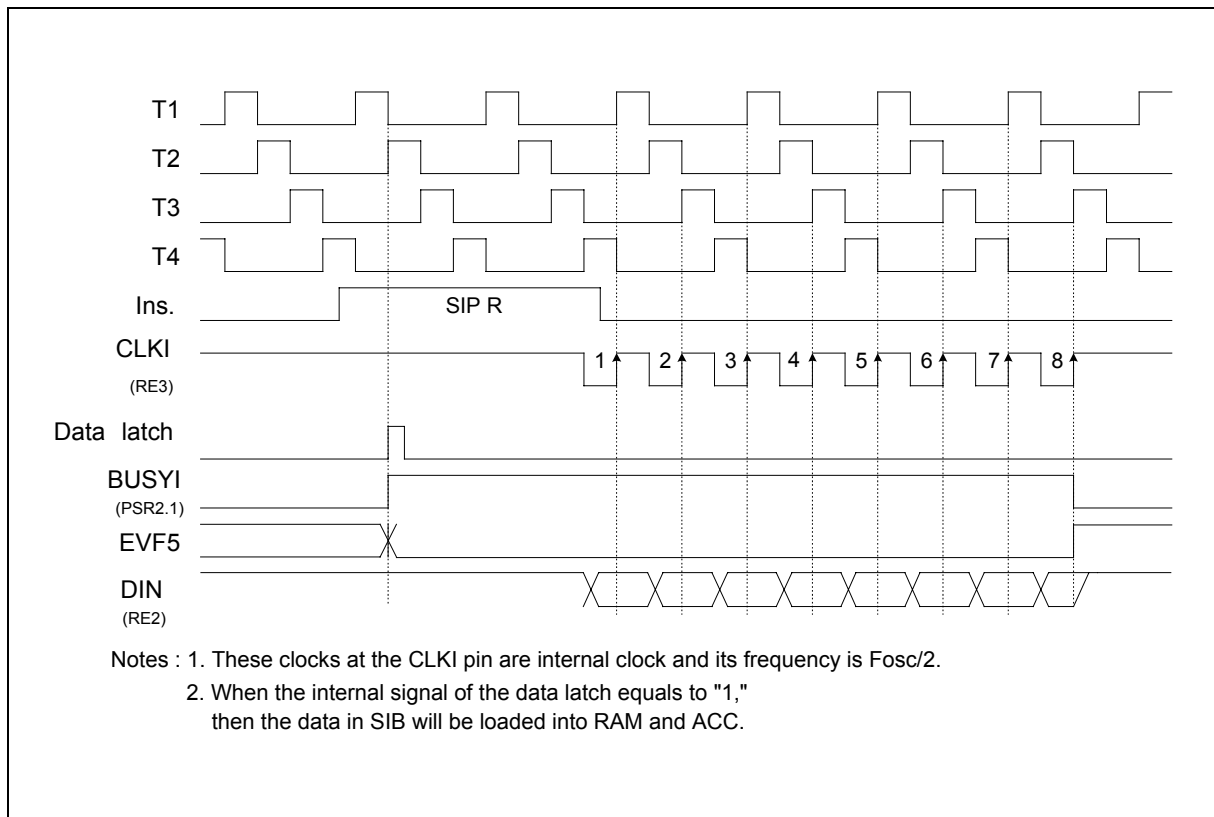 T1
T2
T3
T4
Ins.
SIP R
CLKI
(RE3)
1 2 3 4 5 6 7 8
Data latch
BUSYI
(PSR2.1)
EVF5
DIN
(RE2)
Notes : 1. These clocks at the CLKI pin are internal clock and its frequency is Fosc/2.
2. When the internal signal of the data latch equals to "1,"
then the data in SIB will be loaded into RAM and ACC.